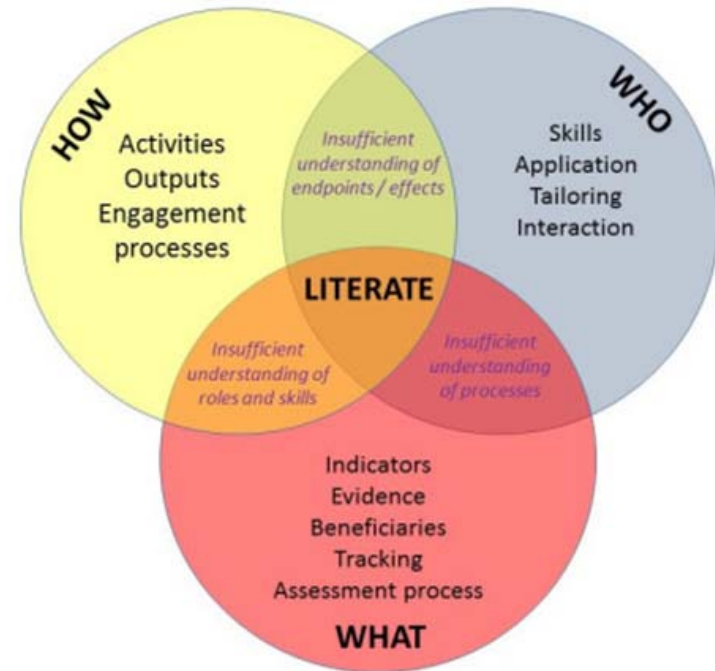 HOW
Activities
Outputs
Engagement
processes
Insufficient
understanding of
endpoints / effects
WHO
Skills
Application
Tailoring
Interaction
LITERATE
Insufficient
understanding of
roles and skills
Insufficient
understanding
of processes
Indicators
Evidence
Beneficiaries
Tracking
Assessment process
WHAT